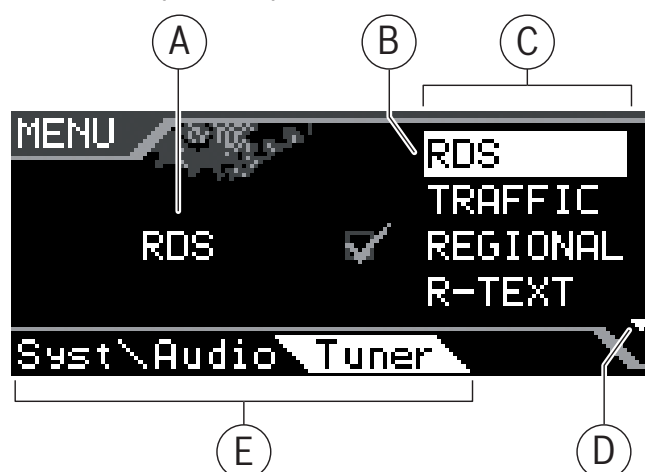 A B C
MENU
RDS
TRAFFIC
RDS REGIONAL
R-TEXT
Syst\Audio\Tuner
E D